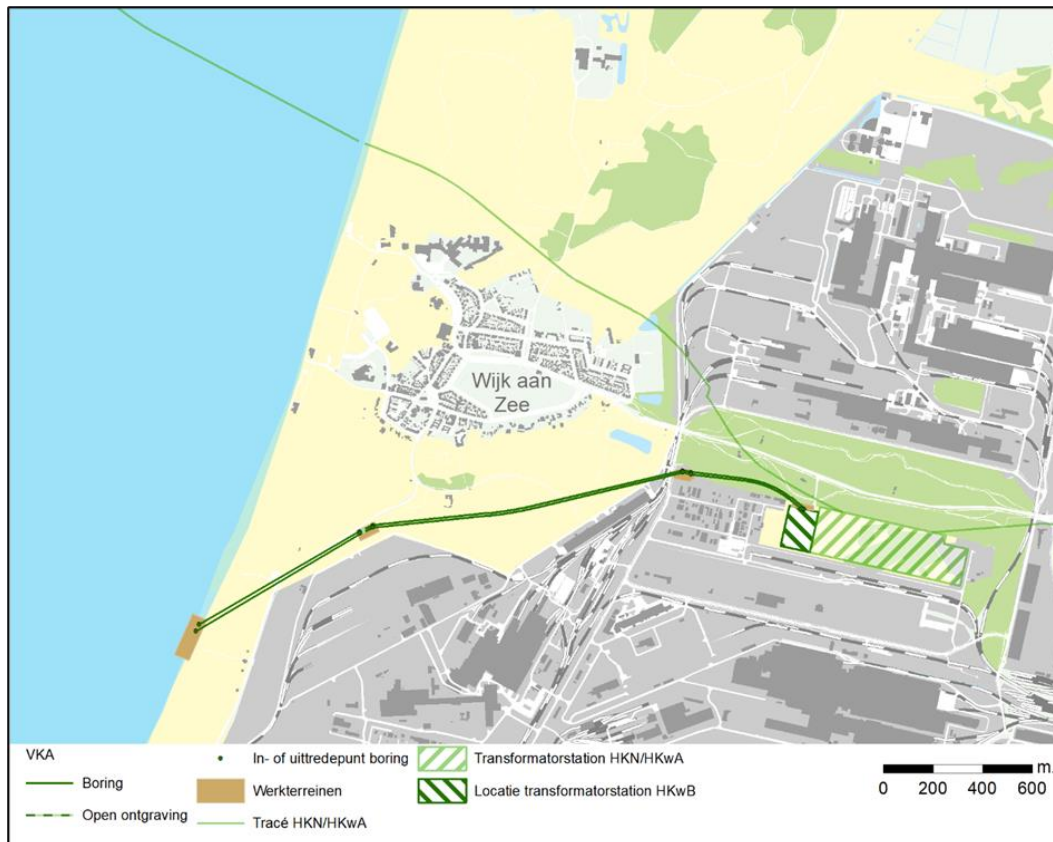 Wijk aan
Zee
VKA
Boring
Open ontgraving
In- of uittredepunt boring
Werkterreinen
Tracé HKN/HKwA
Transformatorstation HKN/HKwA
Locatie transformatorstation HKwB
m.
0 200 400 600